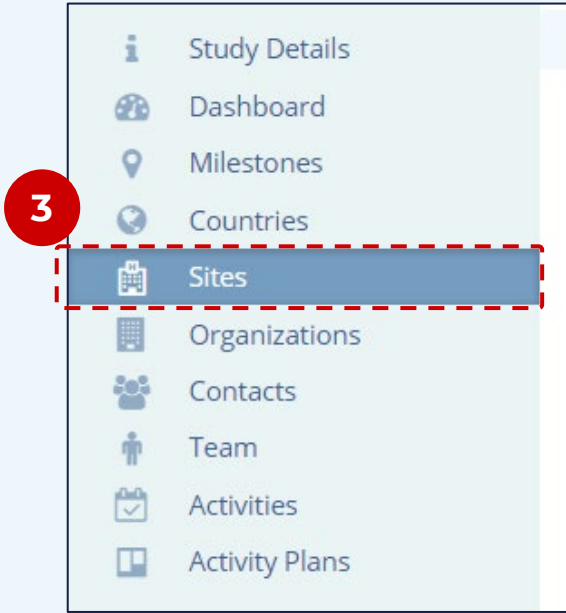 Study Details
Dashboard
Milestones
3
Countries
Sites
Organizations
Contacts
Team
Activities
Activity Plans